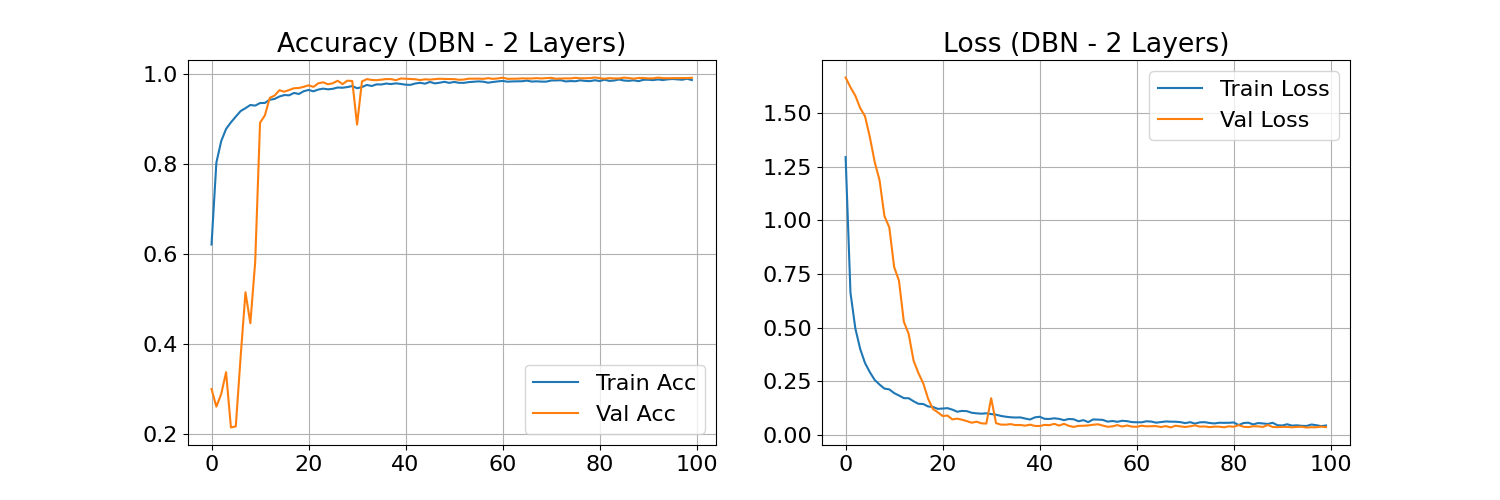 Accuracy (DBN - 2 Layers)
1.0
0.8
0.6
0.4
0.2
Train Acc
Val Acc
0 20 40 60 80 100
Loss (DBN - 2 Layers)
1.50
1.25
1.00
0.75
0.50
0.25
0.00
Train Loss
Val Loss
0 20 40 60 80 100